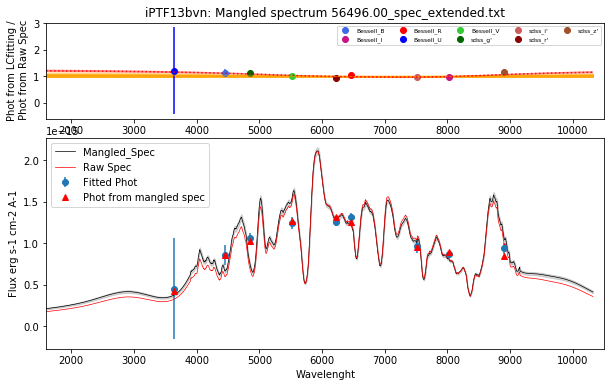 iPTF13bvn: Mangled spectrum 56496.00_spec_extended.txt
Phot from LCfitting /
Phot from Raw Spec
3
2
1
0
Bessell_B
Bessell_I
Bessell_R
Bessell_U
Bessell_V
sdss_g'
sdss_i'
sdss_r'
sdss_z'
2000 3000 4000 5000 6000 7000 8000 9000 10000
1e-15
Flux erg s-1 cm-2 A-1
2.0
1.5
1.0
0.5
0.0
Mangled_Spec
Raw Spec
Fitted Phot
Phot from mangled spec
2000 3000 4000 5000 6000 7000 8000 9000 10000
Wavelenght